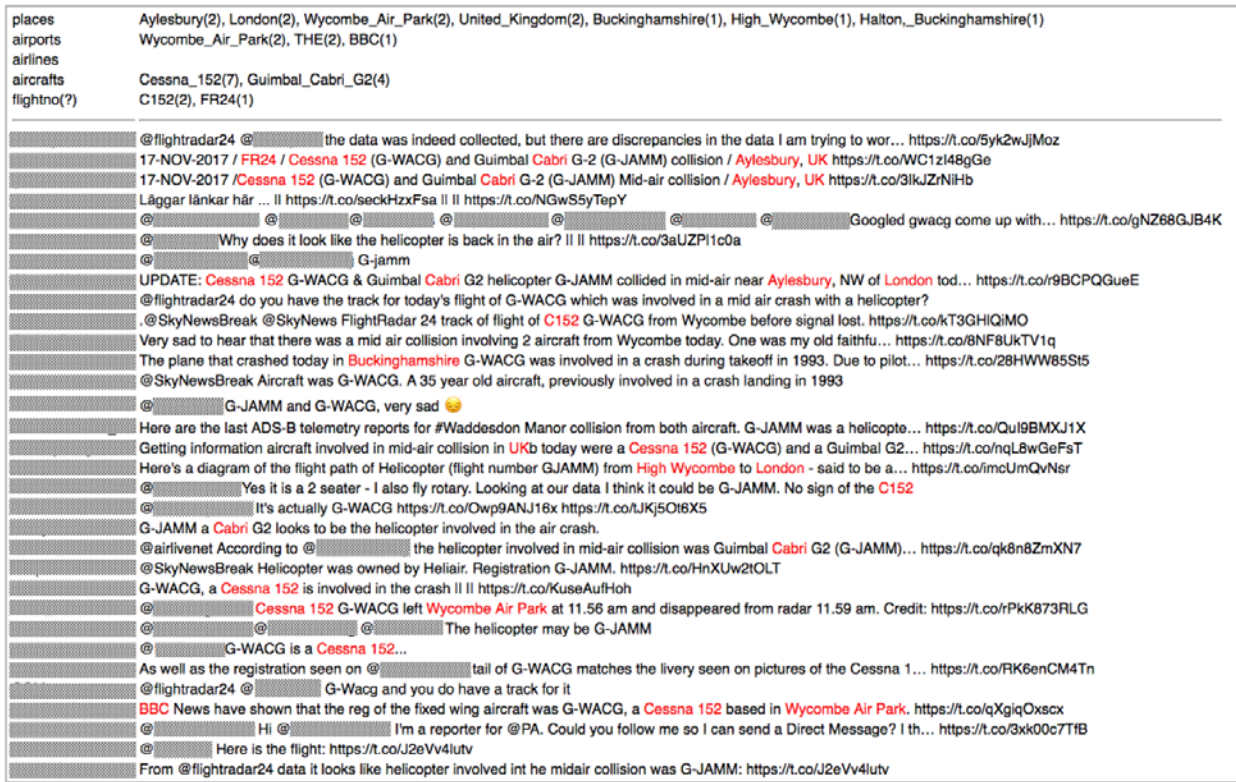 places Aylesbury(2), London(2), Wycombe_Air_Park(2), United_Kingdom(2), Buckinghamshire(1), High_Wycombe(1), Halton,_Buckinghamshire(1)
airports Wycombe_Air_Park(2), THE(2), BBC(1)
airlines
aircrafts Cessna_152(7), Guimbal_Cabri_G2(4)
flightno(?) C152(2), FR24(1)
@flightradar24 @ the data was indeed collected, but there are discrepancies in the data I am trying to wor... https://t.co/5yk2wJjMoz
17-NOV-2017 / FR24 / Cessna 152 (G-WACG) and Guimbal Cabri G-2 (G-JAMM) collision / Aylesbury, UK https://t.co/WC1zI48gGe
17-NOV-2017 /Cessna 152 (G-WACG) and Guimbal Cabri G-2 (G-JAMM) Mid-air collision / Aylesbury, UK https://t.co/3IkJZrNiHb
Läggar länkar här ... II https://t.co/seckHzxFsa II II https://t.co/NGwS5yTepY
@ @ @ @ @ @ @ Googled gwacg come up with... https://t.co/gNZ68GJB4K
@ Why does it look like the helicopter is back in the air? II II https://t.co/3aUZPl1c0a
@ @ G-jamm
UPDATE: Cessna 152 G-WACG & Guimbal Cabri G2 helicopter G-JAMM collided in mid-air near Aylesbury, NW of London tod... https://t.co/r9BCPQGueE
@flightradar24 do you have the track for today's flight of G-WACG which was involved in a mid air crash with a helicopter?
.@SkyNewsBreak @SkyNews FlightRadar 24 track of flight of C152 G-WACG from Wycombe before signal lost. https://t.co/kT3GHlQiMO
Very sad to hear that there was a mid air collision involving 2 aircraft from Wycombe today. One was my old faithfu... https://t.co/8NF8UkTV1q
The plane that crashed today in Buckinghamshire G-WACG was involved in a crash during takeoff in 1993. Due to pilot... https://t.co/28HWW85St5
@SkyNewsBreak Aircraft was G-WACG. A 35 year old aircraft, previously involved in a crash landing in 1993
@ G-JAMM and G-WACG, very sad 😔
Here are the last ADS-B telemetry reports for #Waddesdon Manor collision from both aircraft. G-JAMM was a helicopte... https://t.co/QuI9BMXJ1X
Getting information aircraft involved in mid-air collision in UKb today were a Cessna 152 (G-WACG) and a Guimbal G2... https://t.co/nqL8wGeFsT
Here's a diagram of the flight path of Helicopter (flight number GJAMM) from High Wycombe to London - said to be a... https://t.co/imcUmQvNsr
@ Yes it is a 2 seater - I also fly rotary. Looking at our data I think it could be G-JAMM. No sign of the C152
@ It's actually G-WACG https://t.co/Owp9ANJ16x https://t.co/tJKj5Ot6X5
G-JAMM a Cabri G2 looks to be the helicopter involved in the air crash.
@airlivenet According to @ the helicopter involved in mid-air collision was Guimbal Cabri G2 (G-JAMM)... https://t.co/qk8n8ZmXN7
@SkyNewsBreak Helicopter was owned by Heliair. Registration G-JAMM. https://t.co/HnXUw2tOLT
G-WACG, a Cessna 152 is involved in the crash II II https://t.co/KuseAufHoh
@ Cessna 152 G-WACG left Wycombe Air Park at 11.56 am and disappeared from radar 11.59 am. Credit: https://t.co/rPkK873RLG
@ @ @ The helicopter may be G-JAMM
@ G-WACG is a Cessna 152...
As well as the registration seen on @ tail of G-WACG matches the livery seen on pictures of the Cessna 1... https://t.co/RK6enCM4Tn
@flightradar24 @ G-Wacg and you do have a track for it
BBC News have shown that the reg of the fixed wing aircraft was G-WACG, a Cessna 152 based in Wycombe Air Park. https://t.co/qXgiqOxscx
@ Hi @ I'm a reporter for @PA. Could you follow me so I can send a Direct Message? I th... https://t.co/3xk00c7TfB
@ Here is the flight: https://t.co/J2eVv4lutv
From @flightradar24 data it looks like helicopter involved int he midair collision was G-JAMM: https://t.co/J2eVv4lutv